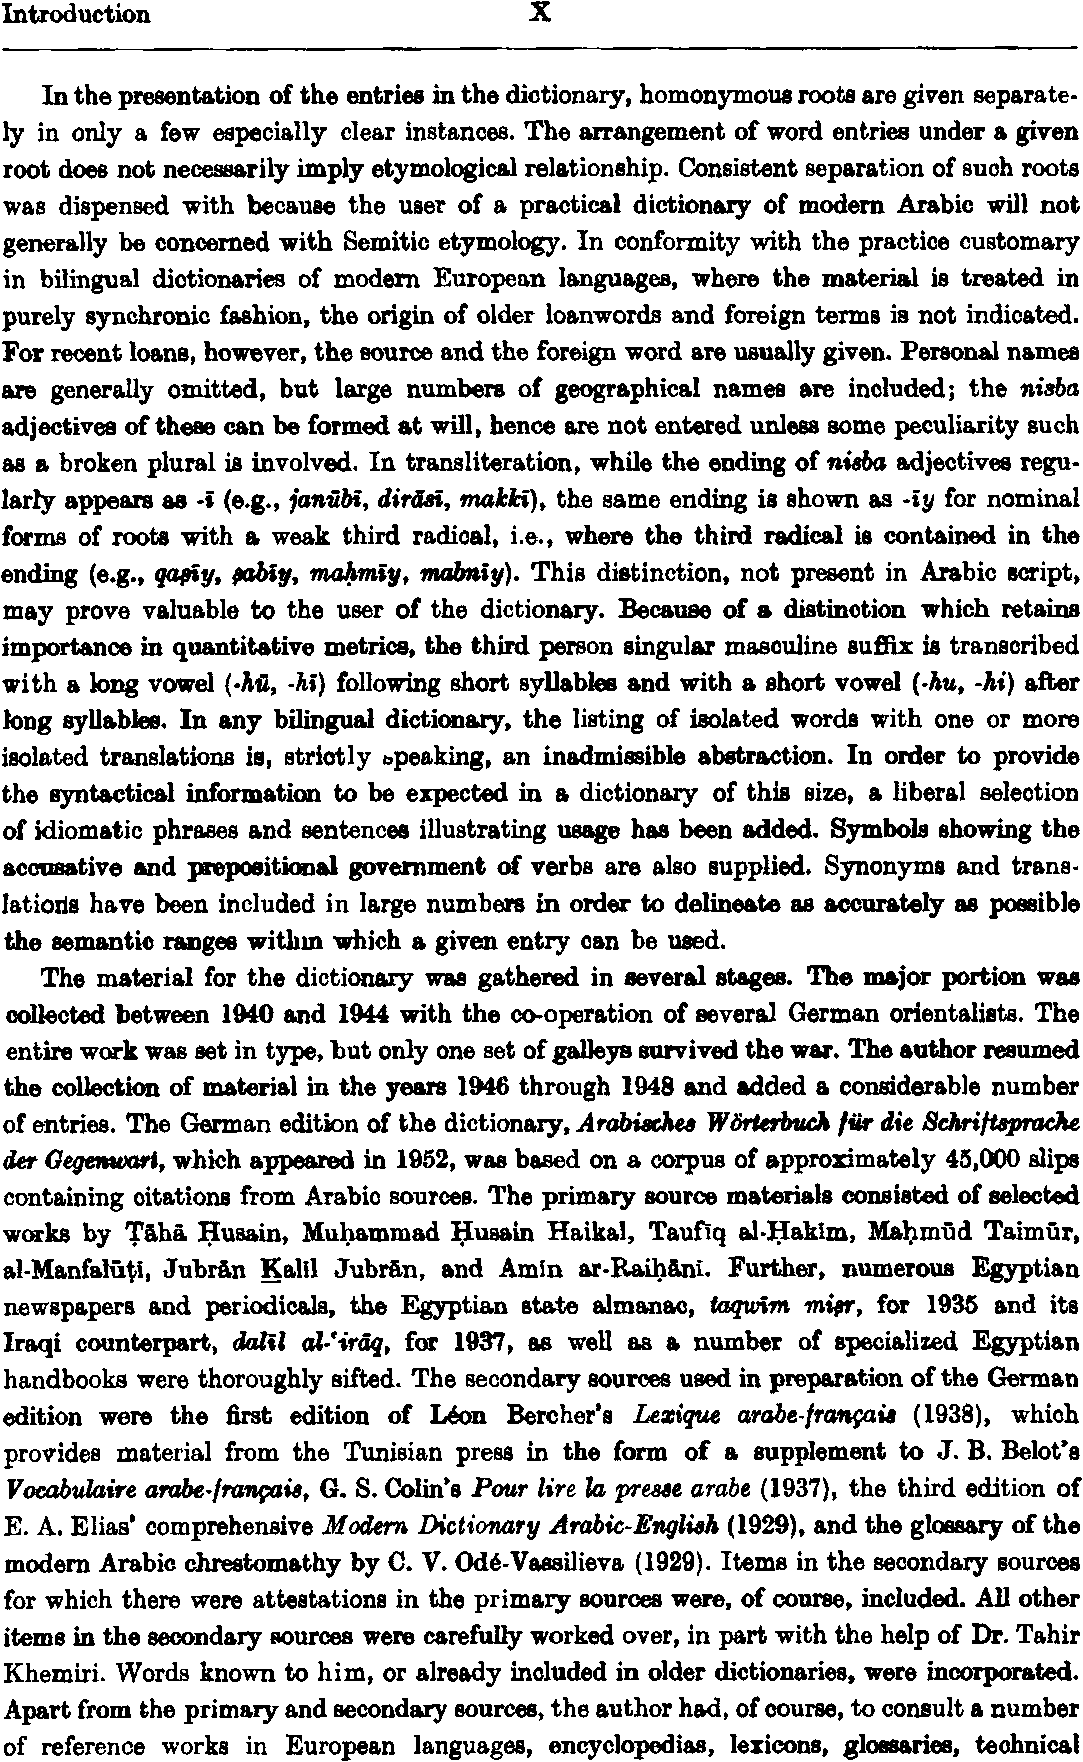 Introduction X
In the presentation of the entries in the dictionary, homonymous roots are given separate-
ly in only a few especially clear instances. The arrangement of word entries under a given
root does not necessarily imply etymological relationship. Consistent separation of such roots
was dispensed with because the user of a practical dictionary of modern Arabic will not
generally be concerned with Semitic etymology. In conformity with the practice customary
in bilingual dictionaries of modern European languages, where the material is treated in
purely synchronic fashion, the origin of older loanwords and foreign terms is not indicated.
For recent loans, however, the source and the foreign word are usually given. Personal names
are generally omitted, but large numbers of geographical names are included; the nisba
adjectives of these can be formed at will, hence are not entered unless some peculiarity such
as a broken plural is involved. In transliteration, while the ending of nisba adjectives regu-
larly appears as -ī (e.g., janūbī, dirāsī, makkī), the same ending is shown as -īy for nominal
forms of roots with a weak third radical, i.e., where the third radical is contained in the
ending (e.g., qaṣīy, ṣabīy, maḥmīy, mabnīy). This distinction, not present in Arabic script,
may prove valuable to the user of the dictionary. Because of a distinction which retains
importance in quantitative metrics, the third person singular masculine suffix is transcribed
with a long vowel (-hū, -hī) following short syllables and with a short vowel (-hu, -hi) after
long syllables. In any bilingual dictionary, the listing of isolated words with one or more
isolated translations is, strictly speaking, an inadmissible abstraction. In order to provide
the syntactical information to be expected in a dictionary of this size, a liberal selection
of idiomatic phrases and sentences illustrating usage has been added. Symbols showing the
accusative and prepositional government of verbs are also supplied. Synonyms and trans-
lations have been included in large numbers in order to delineate as accurately as possible
the semantic ranges within which a given entry can be used.
The material for the dictionary was gathered in several stages. The major portion was
collected between 1940 and 1944 with the co-operation of several German orientalists. The
entire work was set in type, but only one set of galleys survived the war. The author resumed
the collection of material in the years 1946 through 1948 and added a considerable number
of entries. The German edition of the dictionary, Arabisches Wörterbuch für die Schriftsprache
der Gegenwart, which appeared in 1952, was based on a corpus of approximately 45,000 slips
containing citations from Arabic sources. The primary source materials consisted of selected
works by Ṭāhā Ḥusain, Muḥammad Ḥusain Haikal, Taufīq al-Ḥakīm, Maḥmūd Taimūr,
al-Manfalūṭī, Jubrān Ḵalīl Jubrān, and Amīn ar-Raiḥānī. Further, numerous Egyptian
newspapers and periodicals, the Egyptian state almanac, taqwīm miṣr, for 1935 and its
Iraqi counterpart, dalīl al-ʿirāq, for 1937, as well as a number of specialized Egyptian
handbooks were thoroughly sifted. The secondary sources used in preparation of the German
edition were the first edition of Léon Bercher's Lexique arabe-français (1938), which
provides material from the Tunisian press in the form of a supplement to J. B. Belot's
Vocabulaire arabe-français, G. S. Colin's Pour lire la presse arabe (1937), the third edition of
E. A. Elias' comprehensive Modern Dictionary Arabic-English (1929), and the glossary of the
modern Arabic chrestomathy by C. V. Odé-Vassilieva (1929). Items in the secondary sources
for which there were attestations in the primary sources were, of course, included. All other
items in the secondary sources were carefully worked over, in part with the help of Dr. Tahir
Khemiri. Words known to him, or already included in older dictionaries, were incorporated.
Apart from the primary and secondary sources, the author had, of course, to consult a number
of reference works in European languages, encyclopedias, lexicons, glossaries, technical